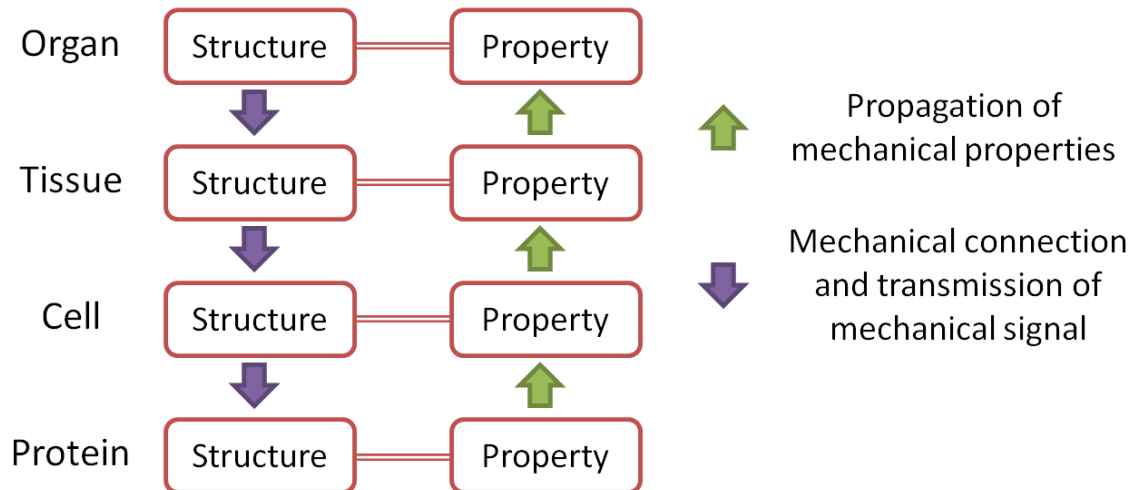 Organ
Structure
Property
Tissue
Structure
Property
Cell
Structure
Property
Protein
Structure
Property
Propagation of
mechanical properties
Mechanical connection
and transmission of
mechanical signal